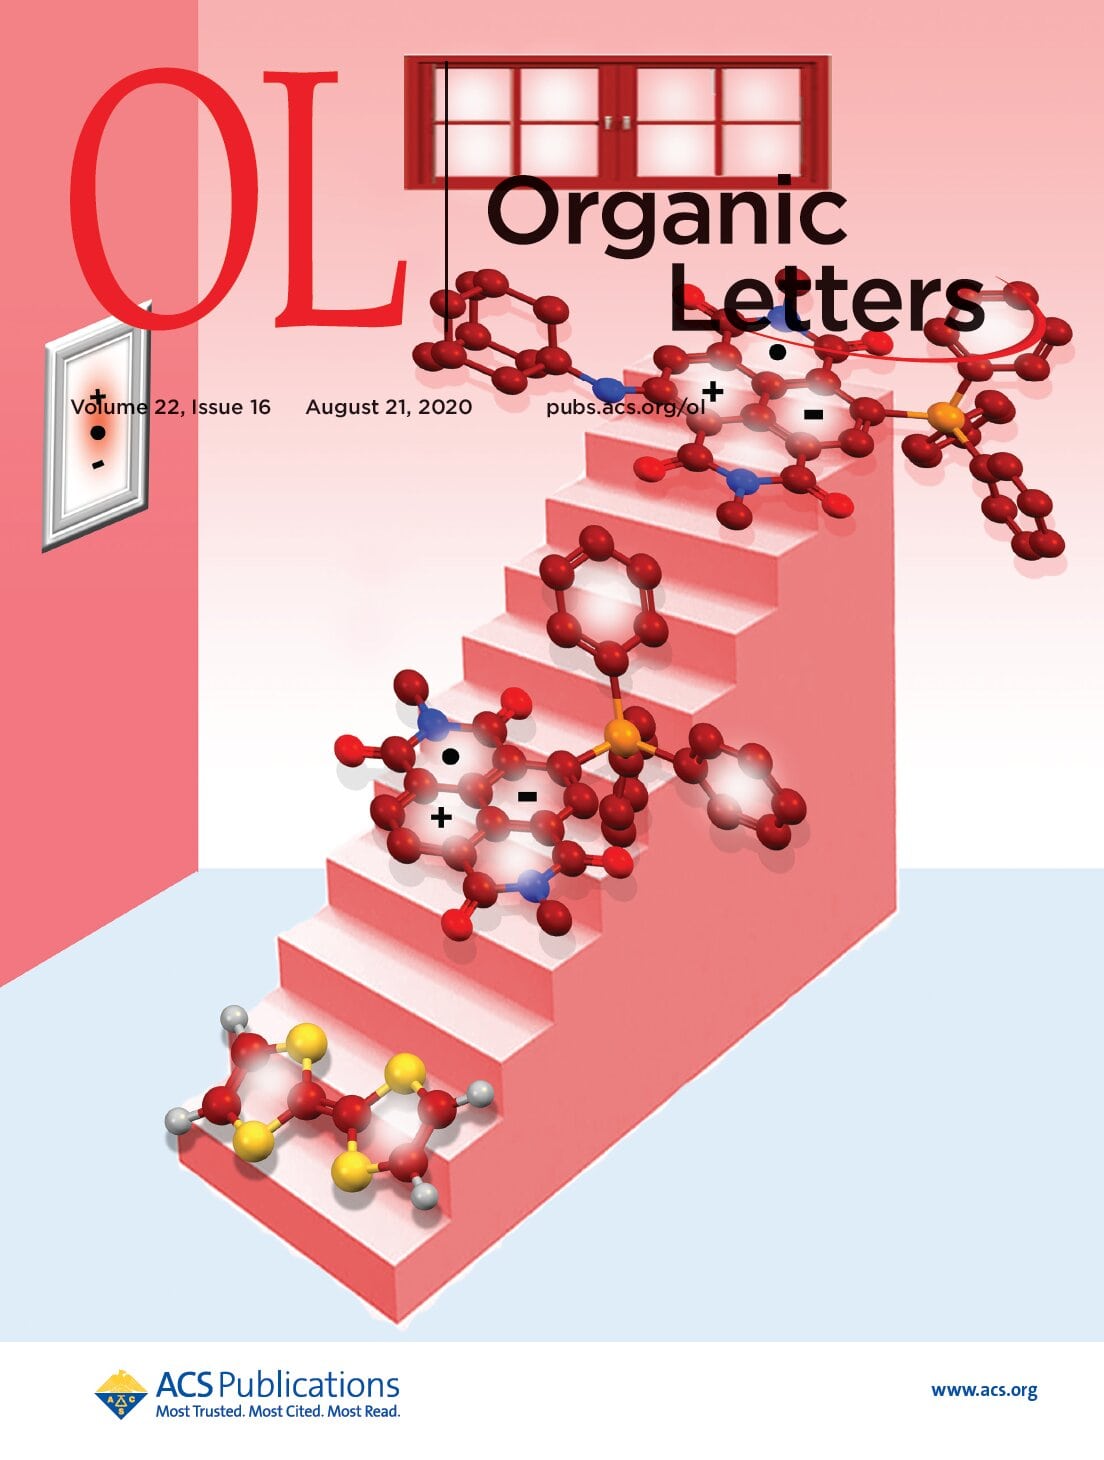 OL
Organic
Letters
Volume 22, Issue 16 August 21, 2020 pubs.acs.org/ol
+
•
-
•
+
-
•
-
+
A C S
ACS Publications
Most Trusted. Most Cited. Most Read.
www.acs.org